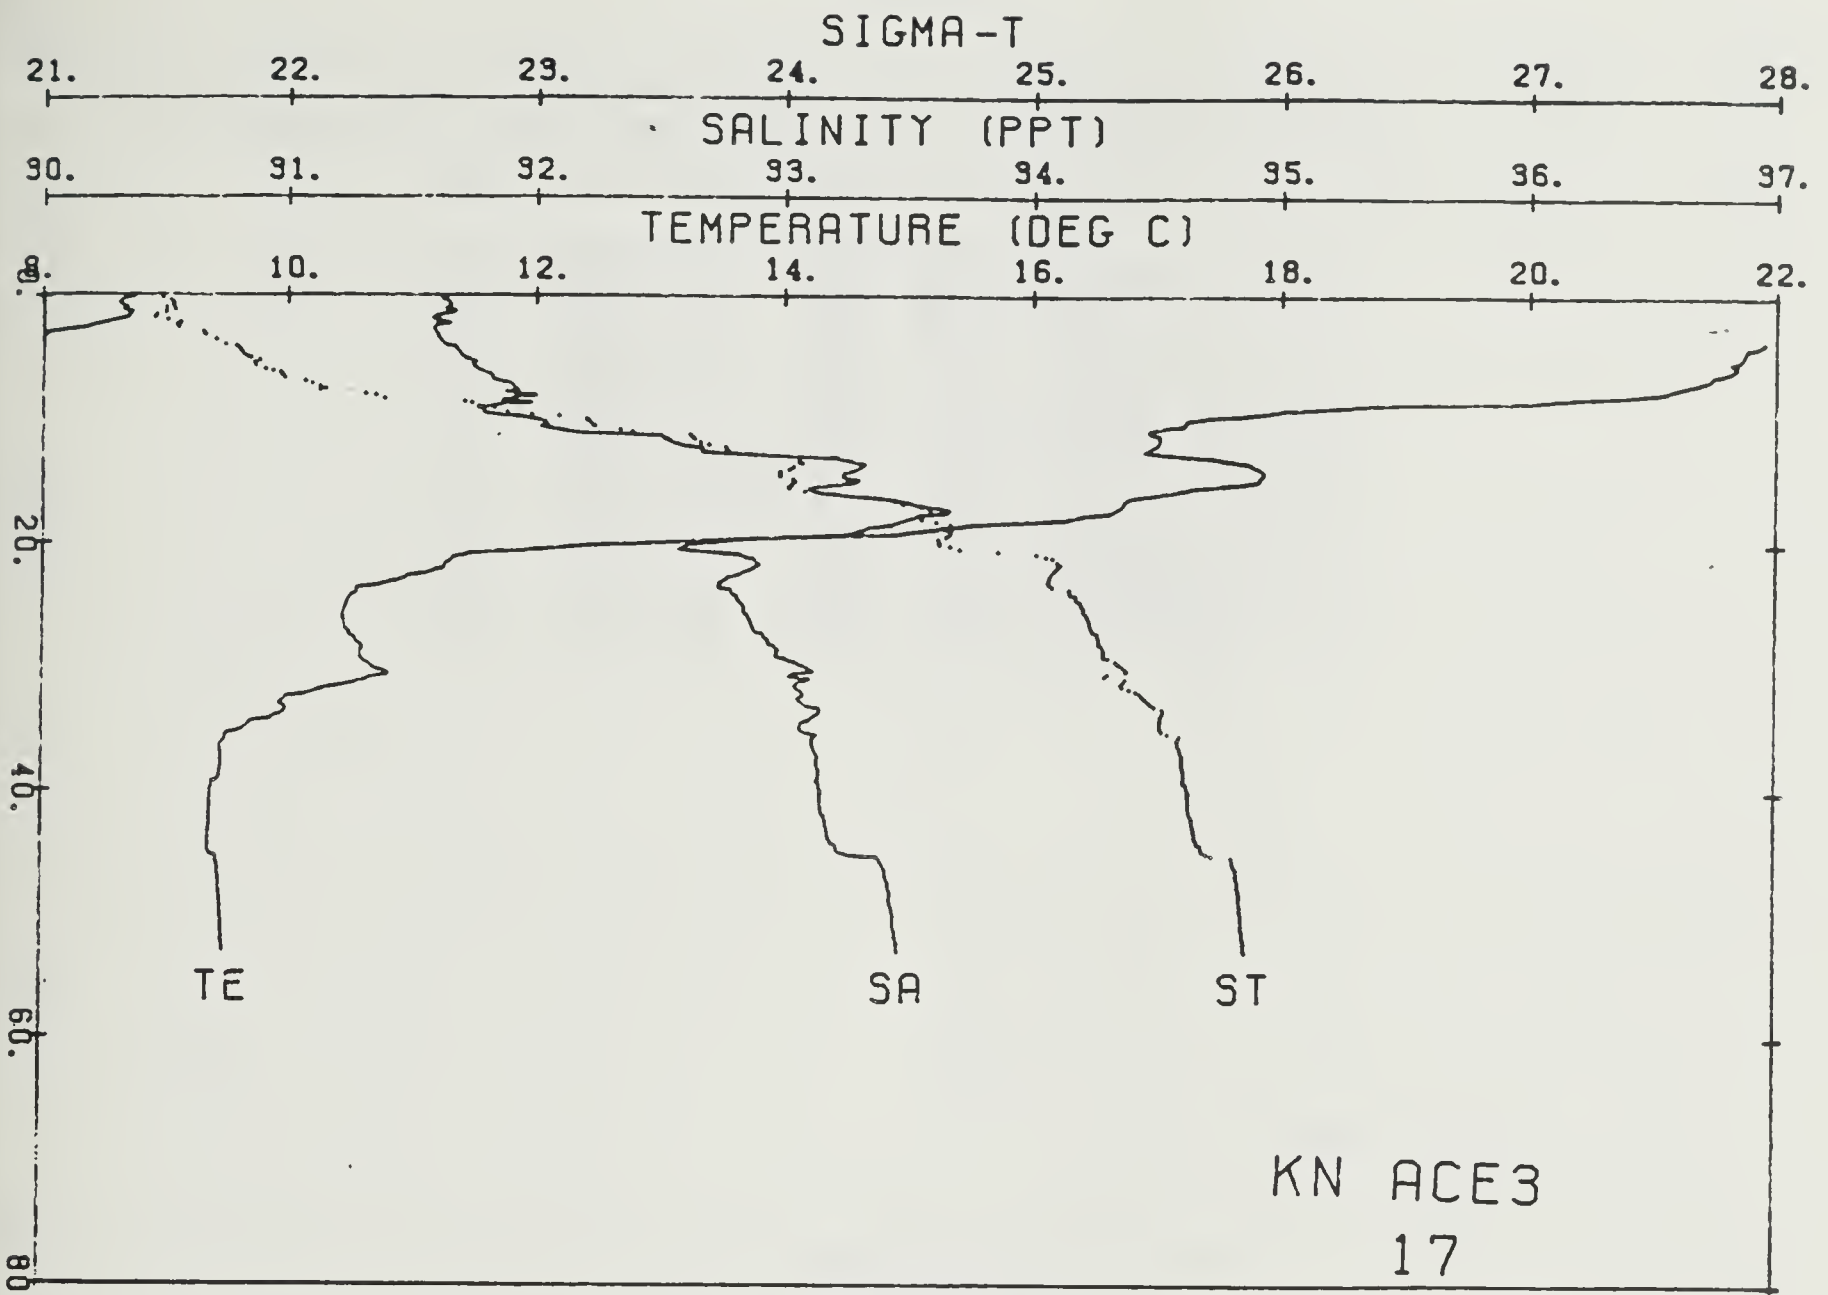 SIGMA-T
21. 22. 23. 24. 25. 26. 27. 28.
SALINITY (PPT)
30. 31. 32. 33. 34. 35. 36. 37.
TEMPERATURE (DEG C)
8. 10. 12. 14. 16. 18. 20. 22.
0.
20.
40.
TE SA ST
60.
KN ACE3
17
80